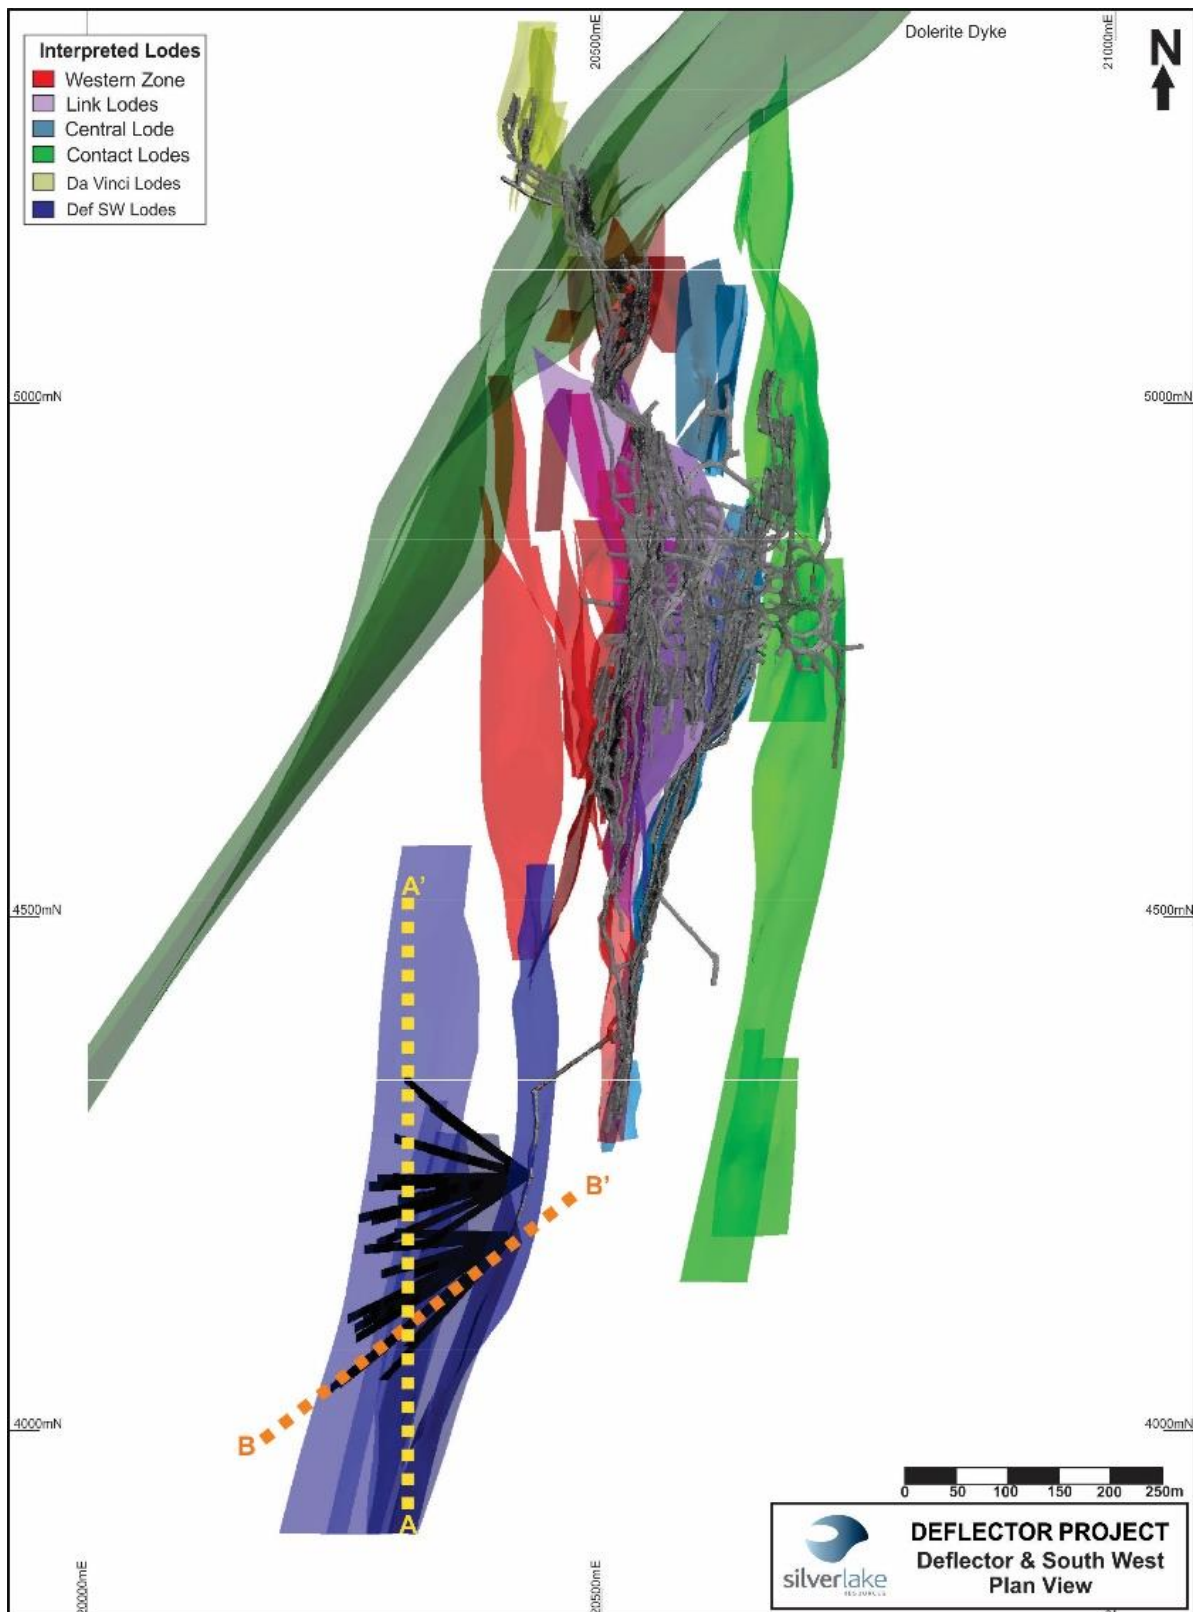 20500mE
21000mE
Dolerite Dyke
N
Interpreted Lodes
Western Zone
Link Lodes
Central Lode
Contact Lodes
Da Vinci Lodes
Def SW Lodes
5000mN
5000mN
4500mN
4500mN
A'
B'
B
A
4000mN
4000mN
0 50 100 150 200 250m
DEFLECTOR PROJECT
Deflector & South West
Plan View
silverlake
RESOURCES
20000mE
20500mE